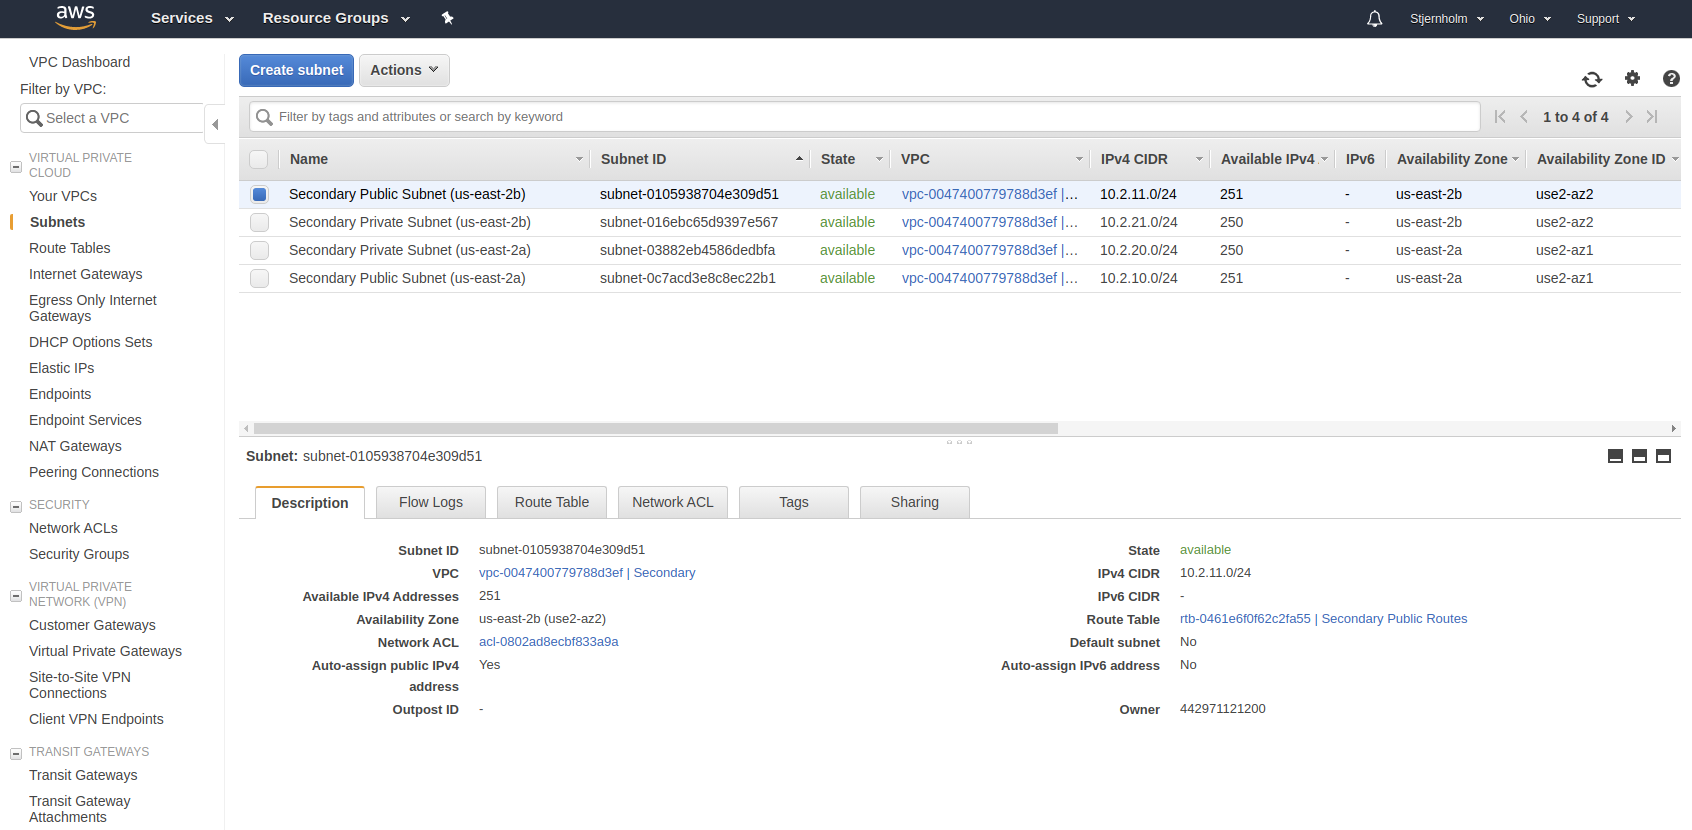 aws Services Resource Groups Stjernholm Ohio Support
VPC Dashboard
Filter by VPC:
Select a VPC
VIRTUAL PRIVATE
CLOUD
Your VPCs
Subnets
Route Tables
Internet Gateways
Egress Only Internet
Gateways
DHCP Options Sets
Elastic IPs
Endpoints
Endpoint Services
NAT Gateways
Peering Connections
SECURITY
Network ACLs
Security Groups
VIRTUAL PRIVATE
NETWORK (VPN)
Customer Gateways
Virtual Private Gateways
Site-to-Site VPN
Connections
Client VPN Endpoints
TRANSIT GATEWAYS
Transit Gateways
Transit Gateway
Attachments
Create subnet Actions
Filter by tags and attributes or search by keyword 1 to 4 of 4
Name Subnet ID State VPC IPv4 CIDR Available IPv4 IPv6 Availability Zone Availability Zone ID
Secondary Public Subnet (us-east-2b) subnet-0105938704e309d51 available vpc-0047400779788d3ef |... 10.2.11.0/24 251 - us-east-2b use2-az2
Secondary Private Subnet (us-east-2b) subnet-016ebc65d9397e567 available vpc-0047400779788d3ef |... 10.2.21.0/24 250 - us-east-2b use2-az2
Secondary Private Subnet (us-east-2a) subnet-03882eb4586dedbfa available vpc-0047400779788d3ef |... 10.2.20.0/24 250 - us-east-2a use2-az1
Secondary Public Subnet (us-east-2a) subnet-0c7acd3e8c8ec22b1 available vpc-0047400779788d3ef |... 10.2.10.0/24 251 - us-east-2a use2-az1
Subnet: subnet-0105938704e309d51
Description Flow Logs Route Table Network ACL Tags Sharing
Subnet ID subnet-0105938704e309d51 State available
VPC vpc-0047400779788d3ef | Secondary IPv4 CIDR 10.2.11.0/24
Available IPv4 Addresses 251 IPv6 CIDR -
Availability Zone us-east-2b (use2-az2) Route Table rtb-0461e6f0f62c2fa55 | Secondary Public Routes
Network ACL acl-0802ad8ecbf833a9a Default subnet No
Auto-assign public IPv4 Yes Auto-assign IPv6 address No
address
Outpost ID - Owner 442971121200